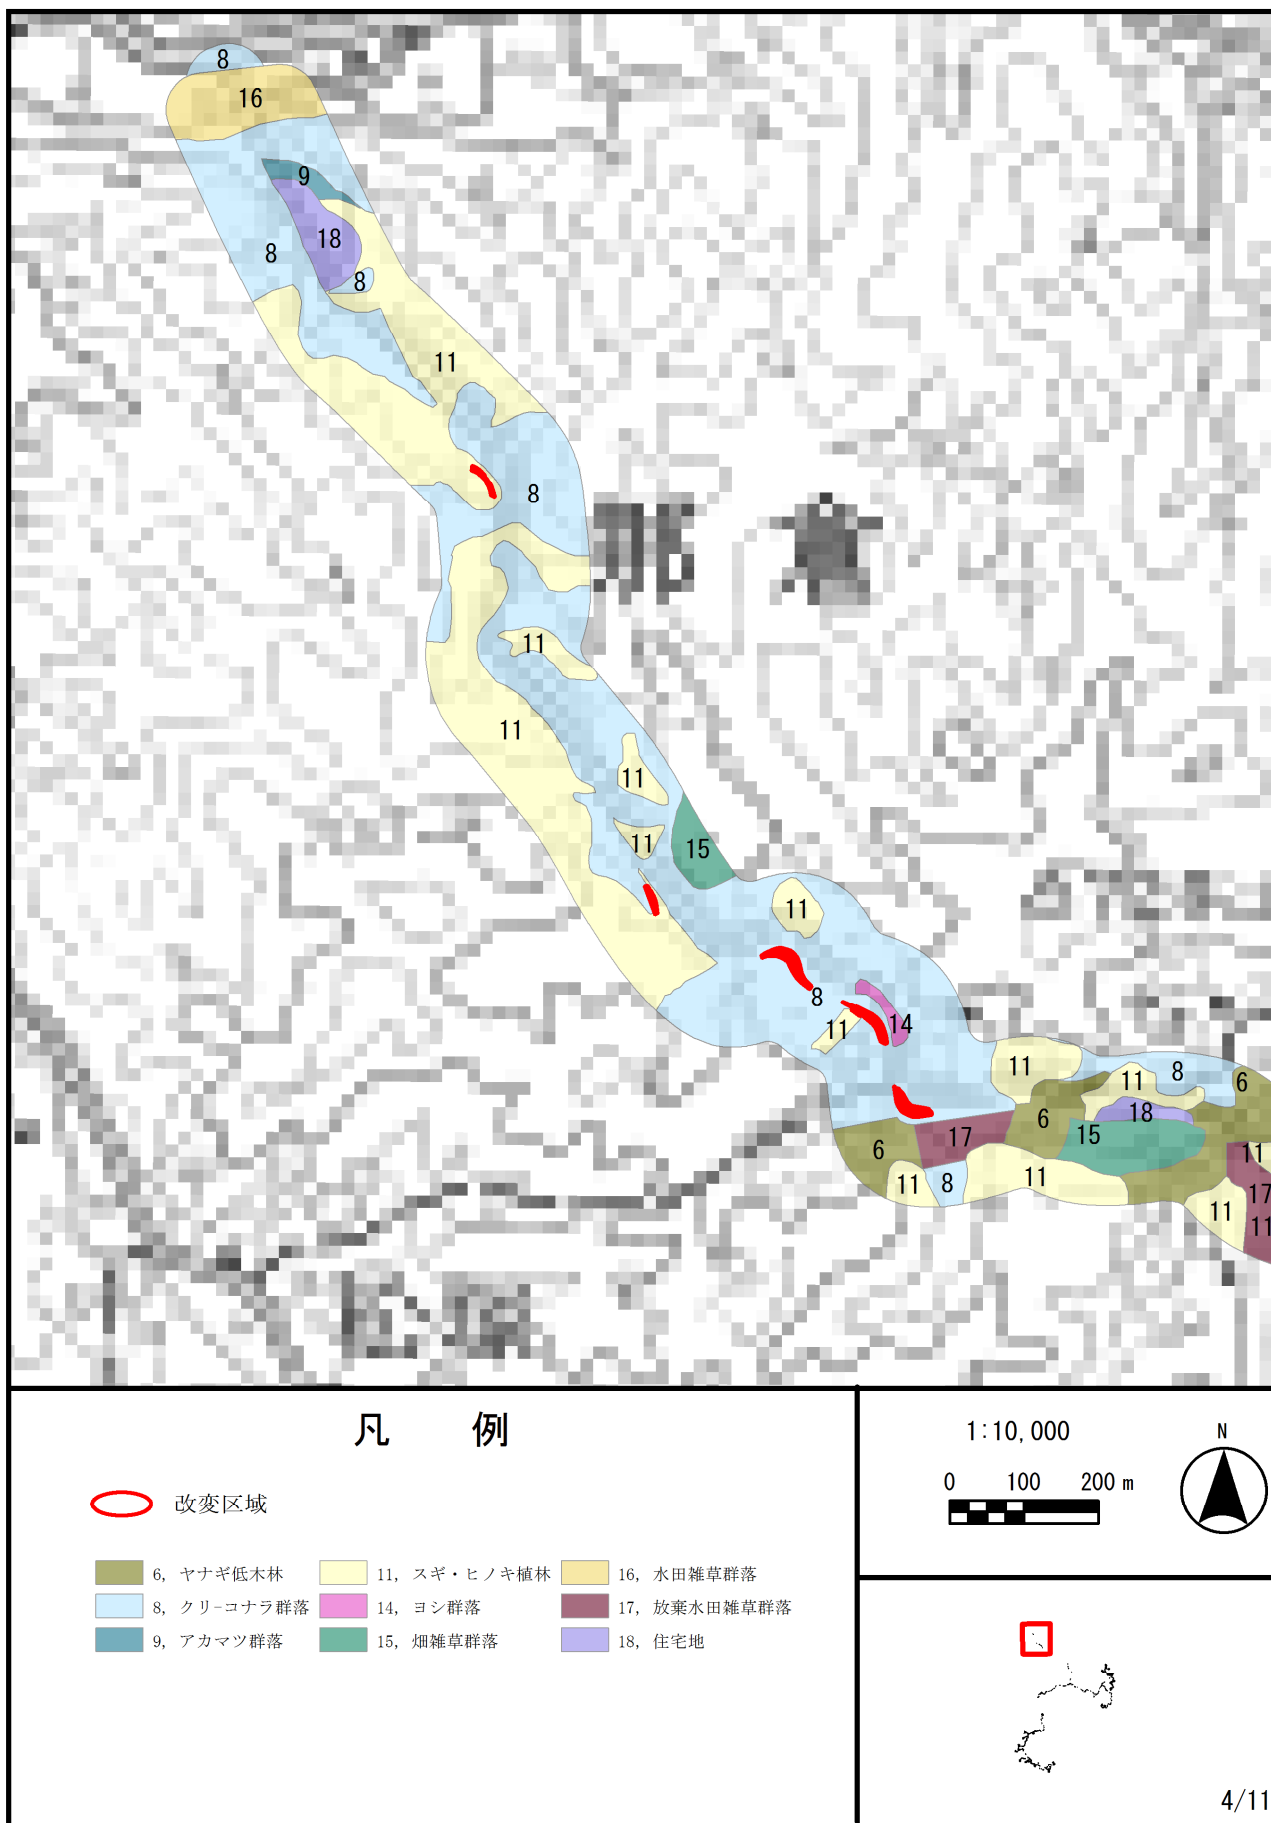 8
16
9
18
8
8
11
8
11
11
11
11
15
11
8
11
14
11
11
8
6
6
18
15
17
6
11
11
11
8
17
11
11
凡 例
改変区域
6, ヤナギ低木林
11, スギ・ヒノキ植林
16, 水田雑草群落
8, クリ-コナラ群落
14, ヨシ群落
17, 放棄水田雑草群落
9, アカマツ群落
15, 畑雑草群落
18, 住宅地
1:10,000
N
0 100 200 m
4/11